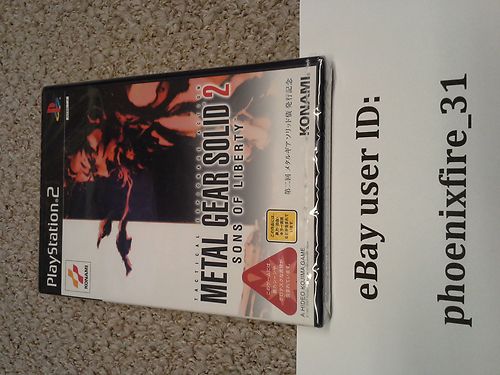 PlayStation.2
KONAMI
TACTICAL ESPIONAGE ACTION
METAL GEAR SOLID 2
SONS OF LIBERTY
KONAMI
A HIDEO KOJIMA GAME
eBay user ID:
phoenixfire_31